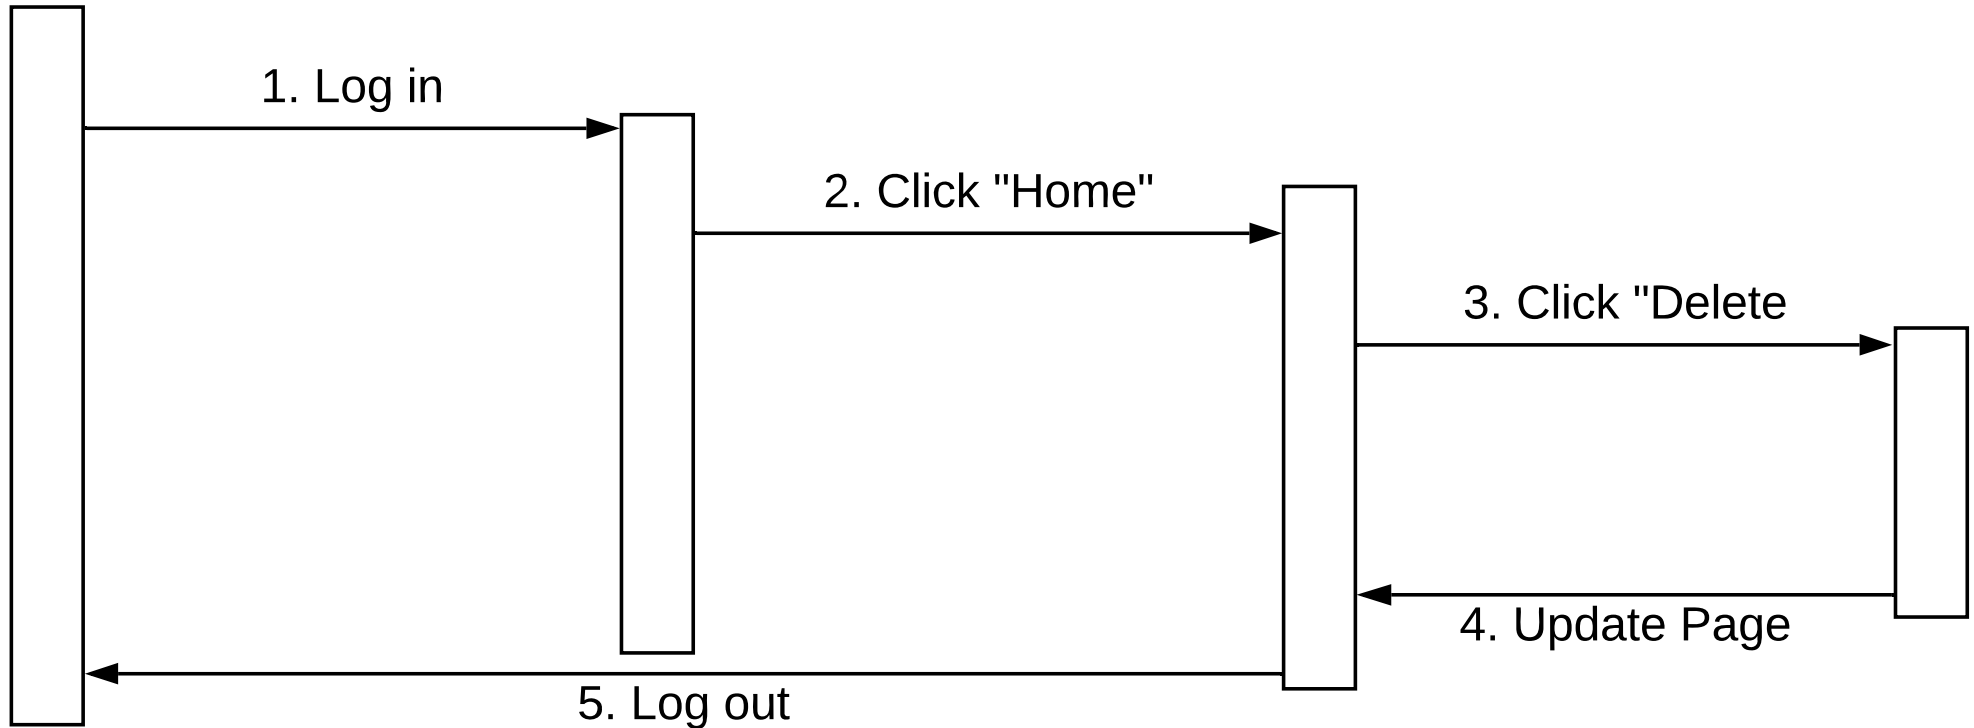 1. Log in
2. Click "Home"
3. Click "Delete
4. Update Page
5. Log out